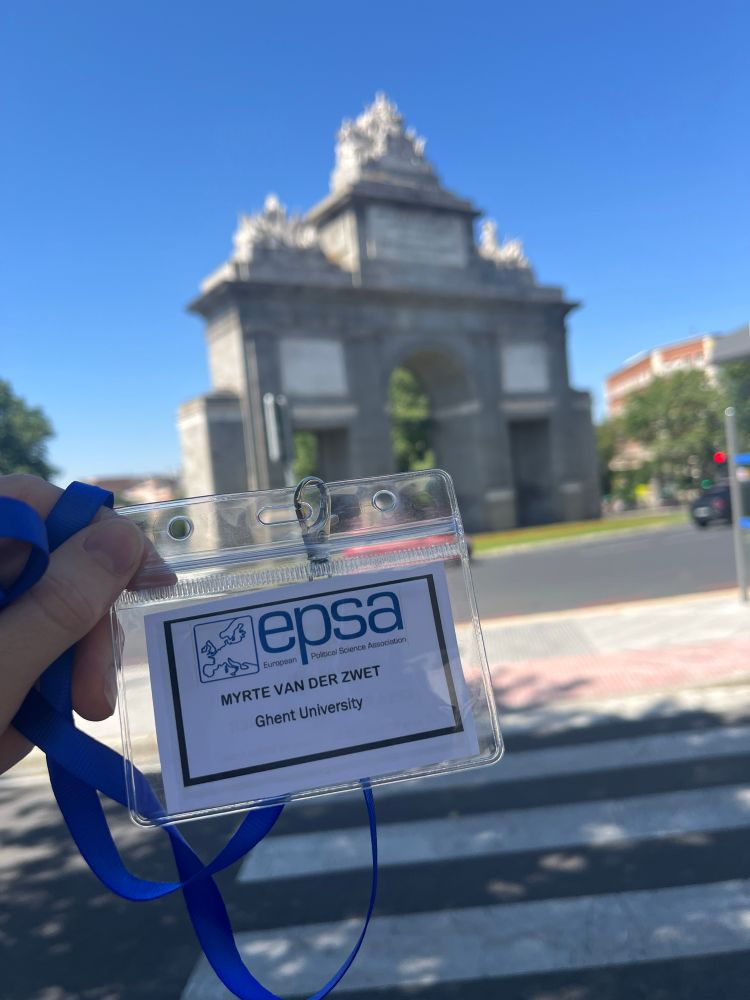 epsa
European Political Science Association
MYRTE VAN DER ZWET
Ghent University